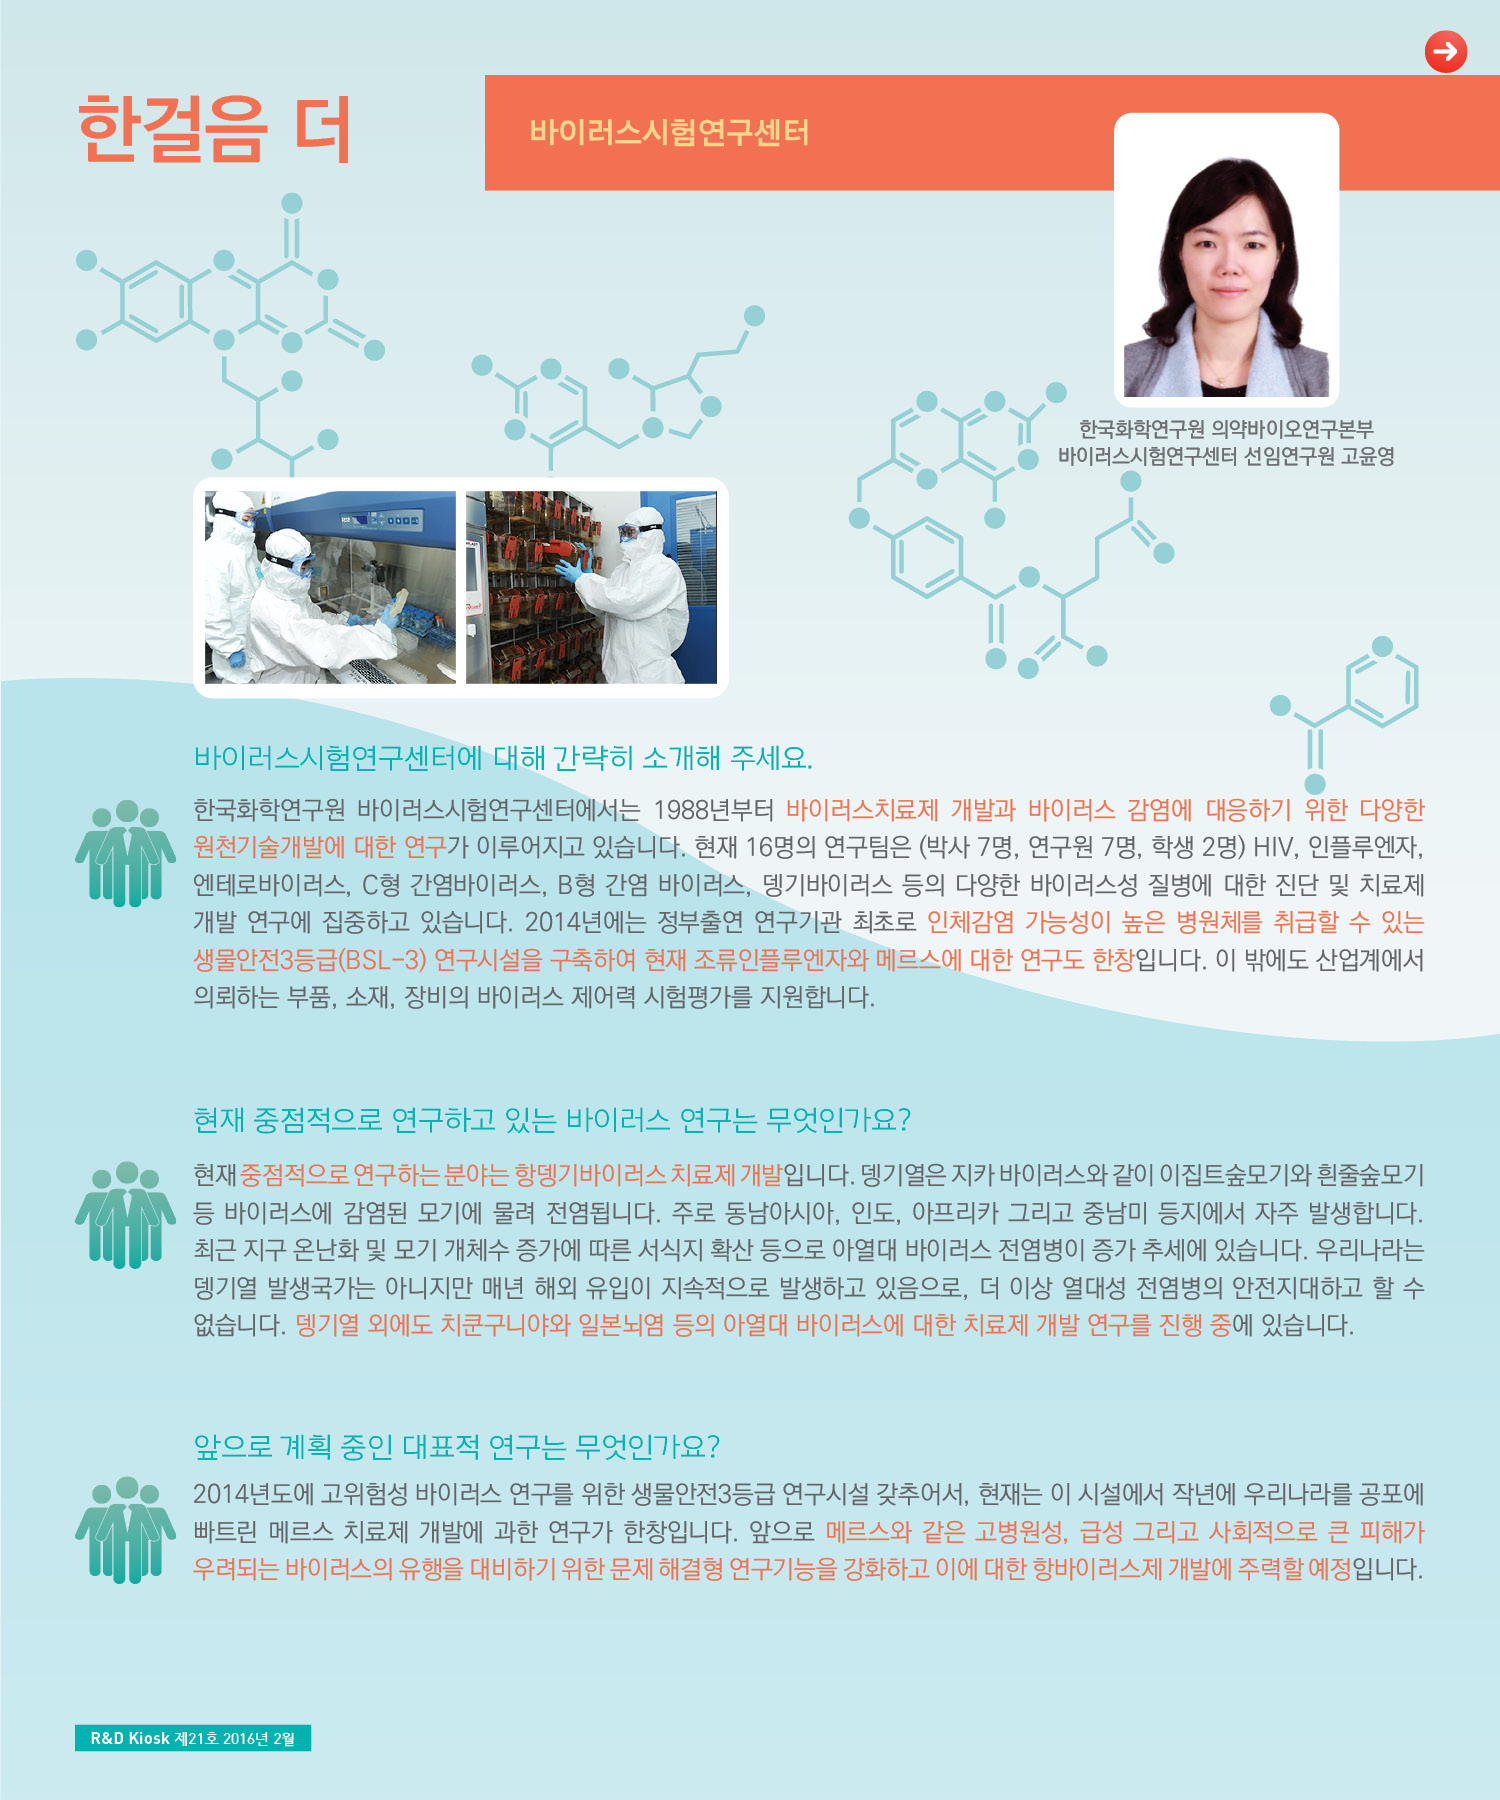 한걸음 더
바이러스시험연구센터
한국화학연구원 의약바이오연구본부
바이러스시험연구센터 선임연구원 고윤영
바이러스시험연구센터에 대해 간략히 소개해 주세요.
한국화학연구원 바이러스시험연구센터에서는 1988년부터 바이러스치료제 개발과 바이러스 감염에 대응하기 위한 다양한
원천기술개발에 대한 연구가 이루어지고 있습니다. 현재 16명의 연구팀은 (박사 7명, 연구원 7명, 학생 2명) HIV, 인플루엔자,
엔테로바이러스, C형 간염바이러스, B형 간염 바이러스, 뎅기바이러스 등의 다양한 바이러스성 질병에 대한 진단 및 치료제
개발 연구에 집중하고 있습니다. 2014년에는 정부출연 연구기관 최초로 인체감염 가능성이 높은 병원체를 취급할 수 있는
생물안전3등급(BSL-3) 연구시설을 구축하여 현재 조류인플루엔자와 메르스에 대한 연구도 한창입니다. 이 밖에도 산업계에서
의뢰하는 부품, 소재, 장비의 바이러스 제어력 시험평가를 지원합니다.
현재 중점적으로 연구하고 있는 바이러스 연구는 무엇인가요?
현재 중점적으로 연구하는 분야는 항뎅기바이러스 치료제 개발입니다. 뎅기열은 지카 바이러스와 같이 이집트숲모기와 흰줄숲모기
등 바이러스에 감염된 모기에 물려 전염됩니다. 주로 동남아시아, 인도, 아프리카 그리고 중남미 등지에서 자주 발생합니다.
최근 지구 온난화 및 모기 개체수 증가에 따른 서식지 확산 등으로 아열대 바이러스 전염병이 증가 추세에 있습니다. 우리나라는
뎅기열 발생국가는 아니지만 매년 해외 유입이 지속적으로 발생하고 있음으로, 더 이상 열대성 전염병의 안전지대하고 할 수
없습니다. 뎅기열 외에도 치쿤구니야와 일본뇌염 등의 아열대 바이러스에 대한 치료제 개발 연구를 진행 중에 있습니다.
앞으로 계획 중인 대표적 연구는 무엇인가요?
2014년도에 고위험성 바이러스 연구를 위한 생물안전3등급 연구시설 갖추어서, 현재는 이 시설에서 작년에 우리나라를 공포에
빠트린 메르스 치료제 개발에 과한 연구가 한창입니다. 앞으로 메르스와 같은 고병원성, 급성 그리고 사회적으로 큰 피해가
우려되는 바이러스의 유행을 대비하기 위한 문제 해결형 연구기능을 강화하고 이에 대한 항바이러스제 개발에 주력할 예정입니다.
R&D Kiosk 제21호 2016년 2월